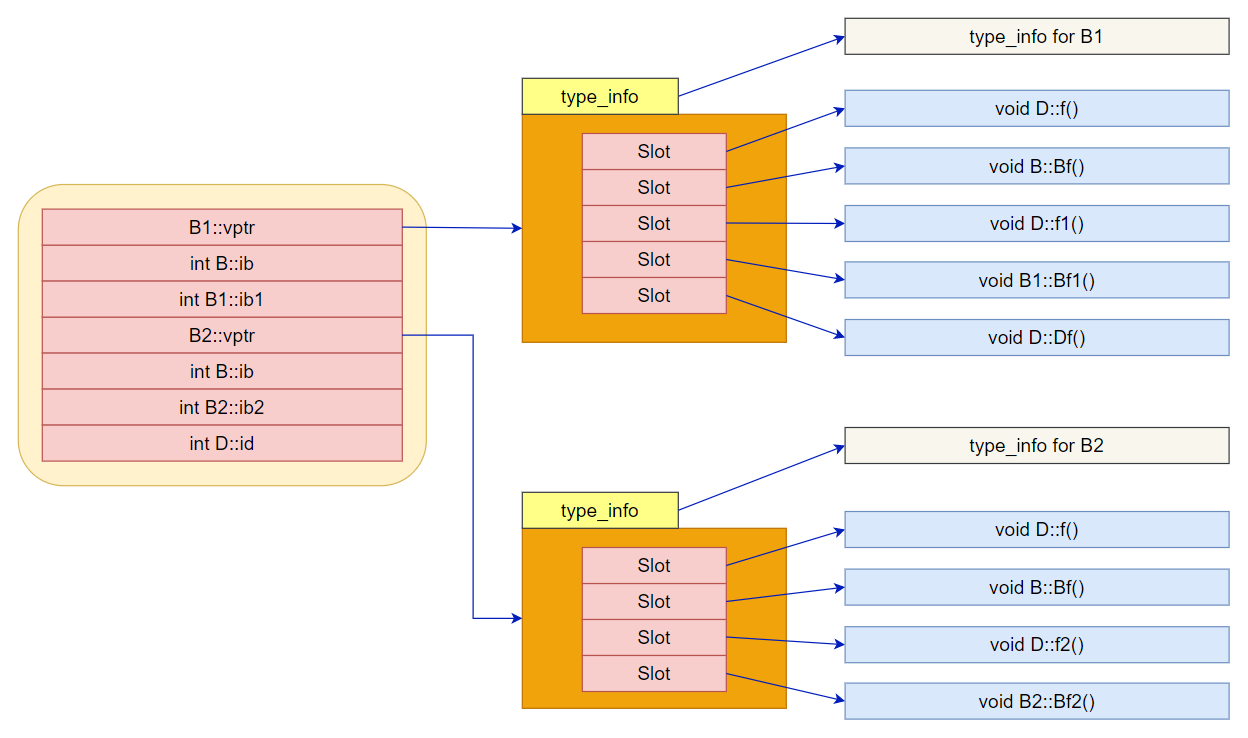 B1::vptr
int B::ib
int B1::ib1
B2::vptr
int B::ib
int B2::ib2
int D::id
type_info
Slot
Slot
Slot
Slot
Slot
type_info for B1
void D::f()
void B::Bf()
void D::f1()
void B1::Bf1()
void D::Df()
type_info
Slot
Slot
Slot
Slot
type_info for B2
void D::f()
void B::Bf()
void D::f2()
void B2::Bf2()